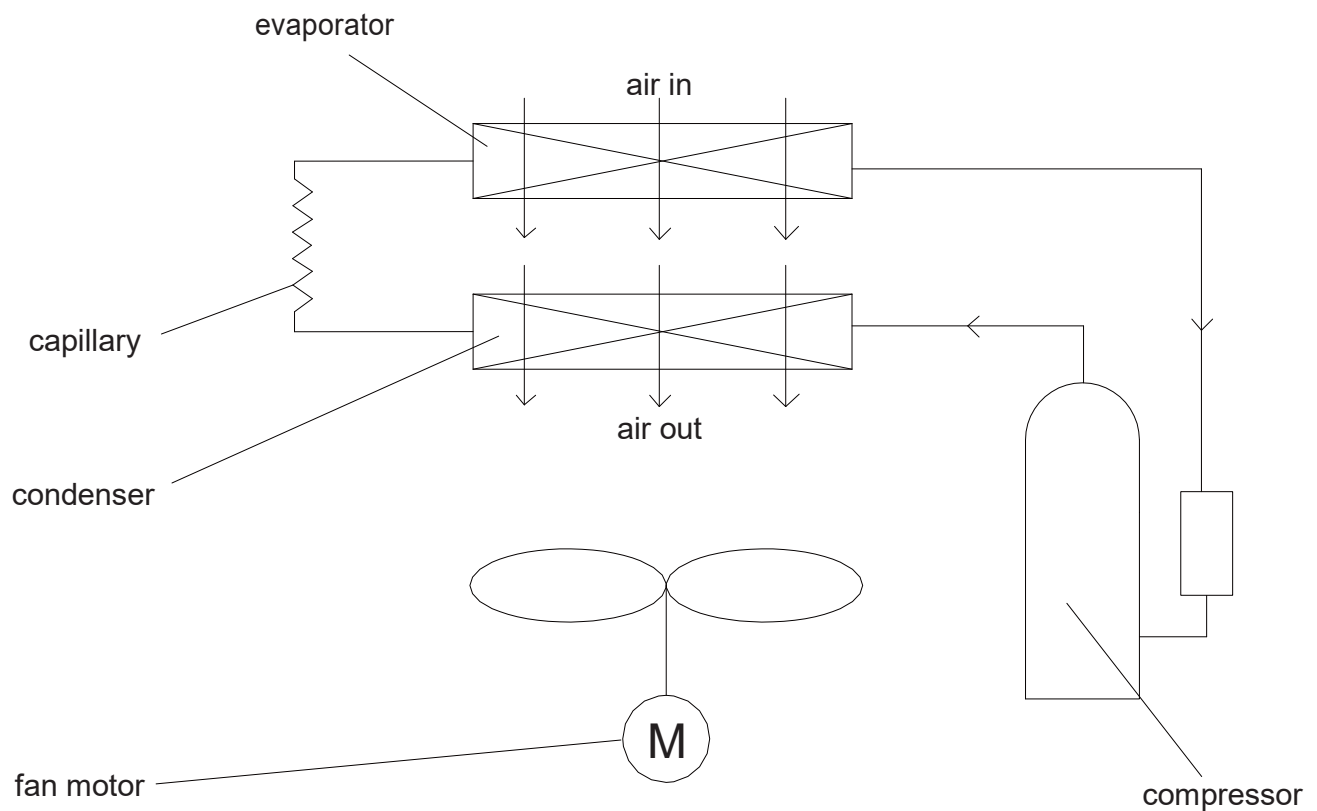 evaporator
air in
capillary
air out
condenser
M
fan motor
compressor